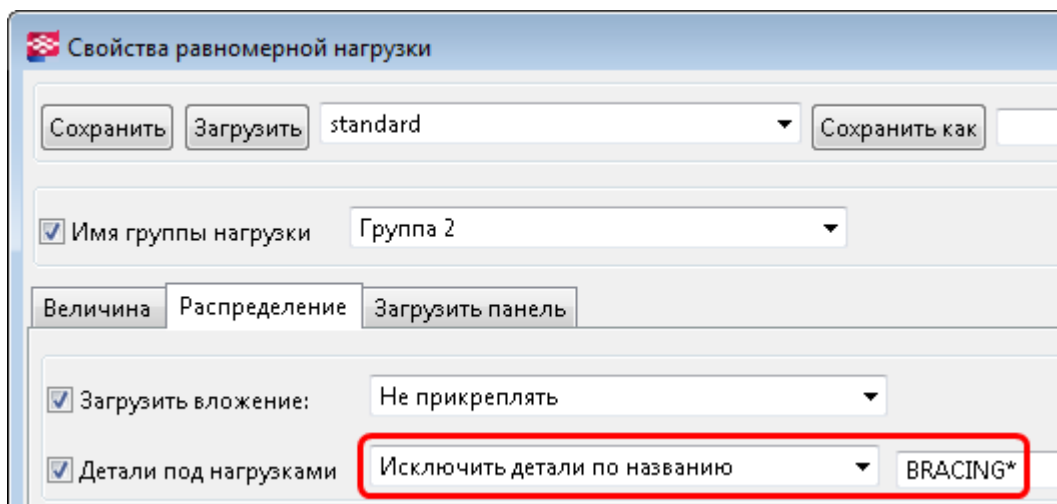 Свойства равномерной нагрузки
Сохранить Загрузить standard Сохранить как
Имя группы нагрузки Группа 2
Величина Распределение Загрузить панель
Загрузить вложение: Не прикреплять
Детали под нагрузками Исключить детали по названию BRACING*